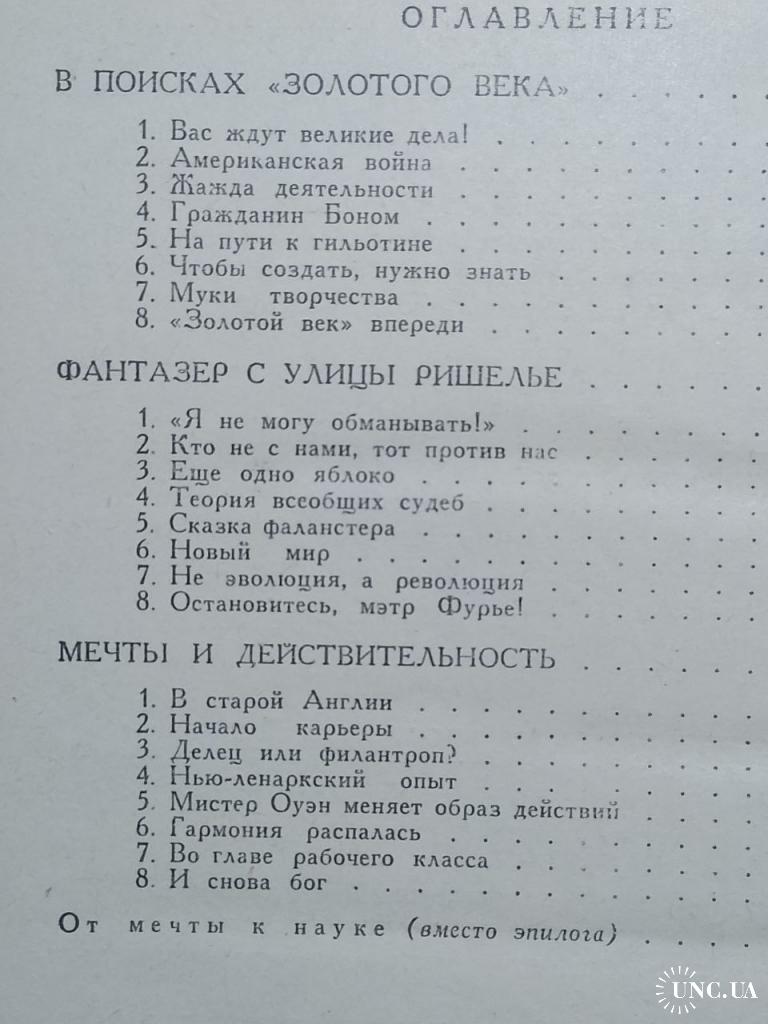 ОГЛАВЛЕНИЕ
В ПОИСКАХ «ЗОЛОТОГО ВЕКА» . . . . . .
1. Вас ждут великие дела! . . . . . . . . .
2. Американская война . . . . . . . . . .
3. Жажда деятельности . . . . . . . . . .
4. Гражданин Боном . . . . . . . . . . .
5. На пути к гильотине . . . . . . . . . .
6. Чтобы создать, нужно знать . . . . . . .
7. Муки творчества . . . . . . . . . . .
8. «Золотой век» впереди . . . . . . . . .
ФАНТАЗЕР С УЛИЦЫ РИШЕЛЬЕ . . . . . .
1. «Я не могу обманывать!» . . . . . . . .
2. Кто не с нами, тот против нас . . . . . .
3. Еще одно яблоко . . . . . . . . . . .
4. Теория всеобщих судеб . . . . . . . . .
5. Сказка фаланстера . . . . . . . . . . .
6. Новый мир . . . . . . . . . . . . .
7. Не эволюция, а революция . . . . . . .
8. Остановитесь, мэтр Фурье! . . . . . . .
МЕЧТЫ И ДЕЙСТВИТЕЛЬНОСТЬ . . . . . .
1. В старой Англии . . . . . . . . . . .
2. Начало карьеры . . . . . . . . . . .
3. Делец или филантроп? . . . . . . . . .
4. Нью-ленаркский опыт . . . . . . . . .
5. Мистер Оуэн меняет образ действий . . . .
6. Гармония распалась . . . . . . . . . .
7. Во главе рабочего класса . . . . . . . .
8. И снова бог . . . . . . . . . . . . .
От мечты к науке (вместо эпилога) . . . .
UNC.UA